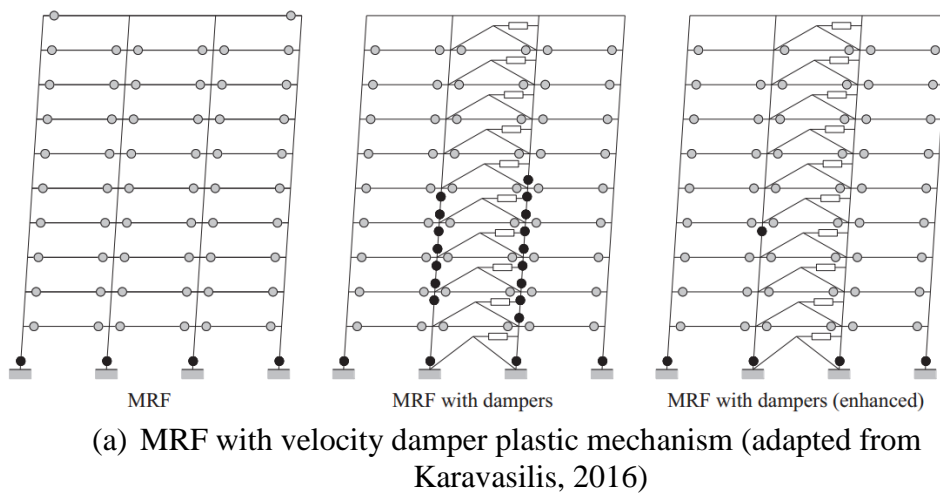 MRF
MRF with dampers
MRF with dampers (enhanced)
(a) MRF with velocity damper plastic mechanism (adapted from
Karavasilis, 2016)